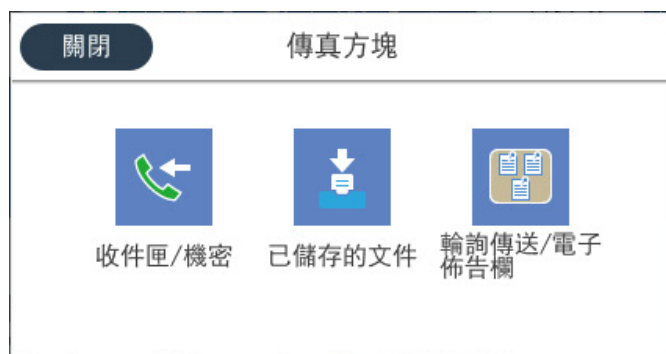 關閉
傳真方塊
收件匣/機密
已儲存的文件
輪詢傳送/電子
佈告欄